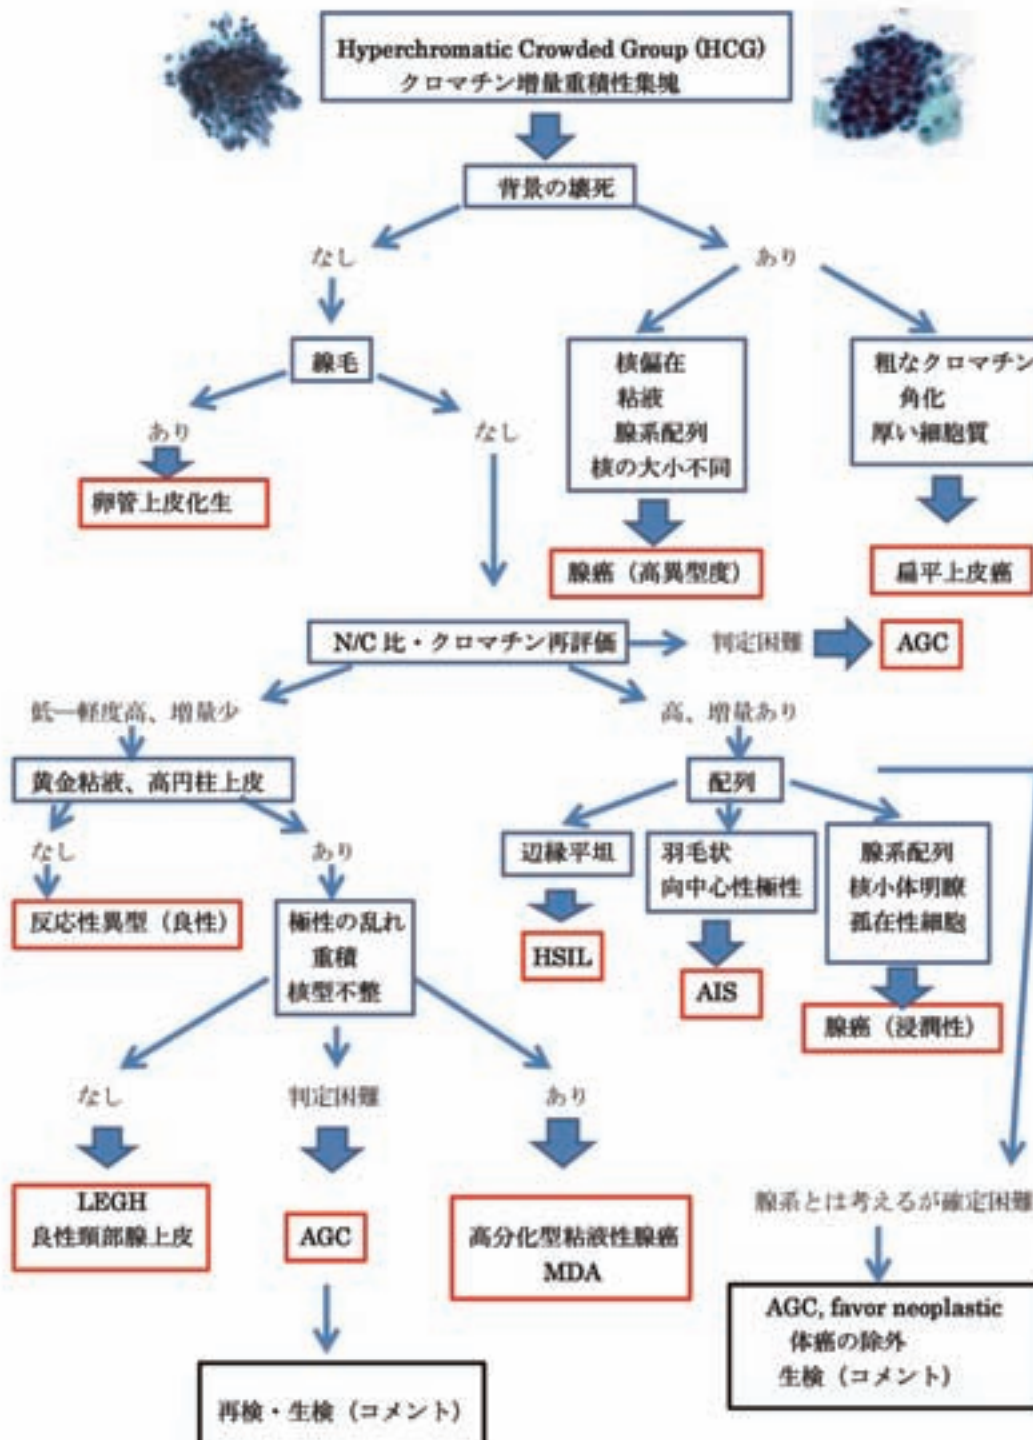 Hyperchromatic Crowded Group (HCG)
クロマチン増量重積性集塊
背景の壊死
なし
あり
線毛
核偏在
粘液
腺系配列
核の大小不同
粗なクロマチン
角化
厚い細胞質
あり
なし
卵管上皮化生
腺癌（高異型度）
扁平上皮癌
N/C 比・クロマチン再評価
判定困難
AGC
低―軽度高、増量少
高、増量あり
黄金粘液、高円柱上皮
配列
なし
あり
辺縁平坦
羽毛状
向中心性極性
腺系配列
核小体明瞭
孤在性細胞
反応性異型（良性）
極性の乱れ
重積
核型不整
HSIL
AIS
腺癌（浸潤性）
なし
判定困難
あり
LEGH
良性頸部腺上皮
AGC
高分化型粘液性腺癌
MDA
腺系とは考えるが確定困難
AGC, favor neoplastic
体癌の除外
生検（コメント）
再検・生検（コメント）